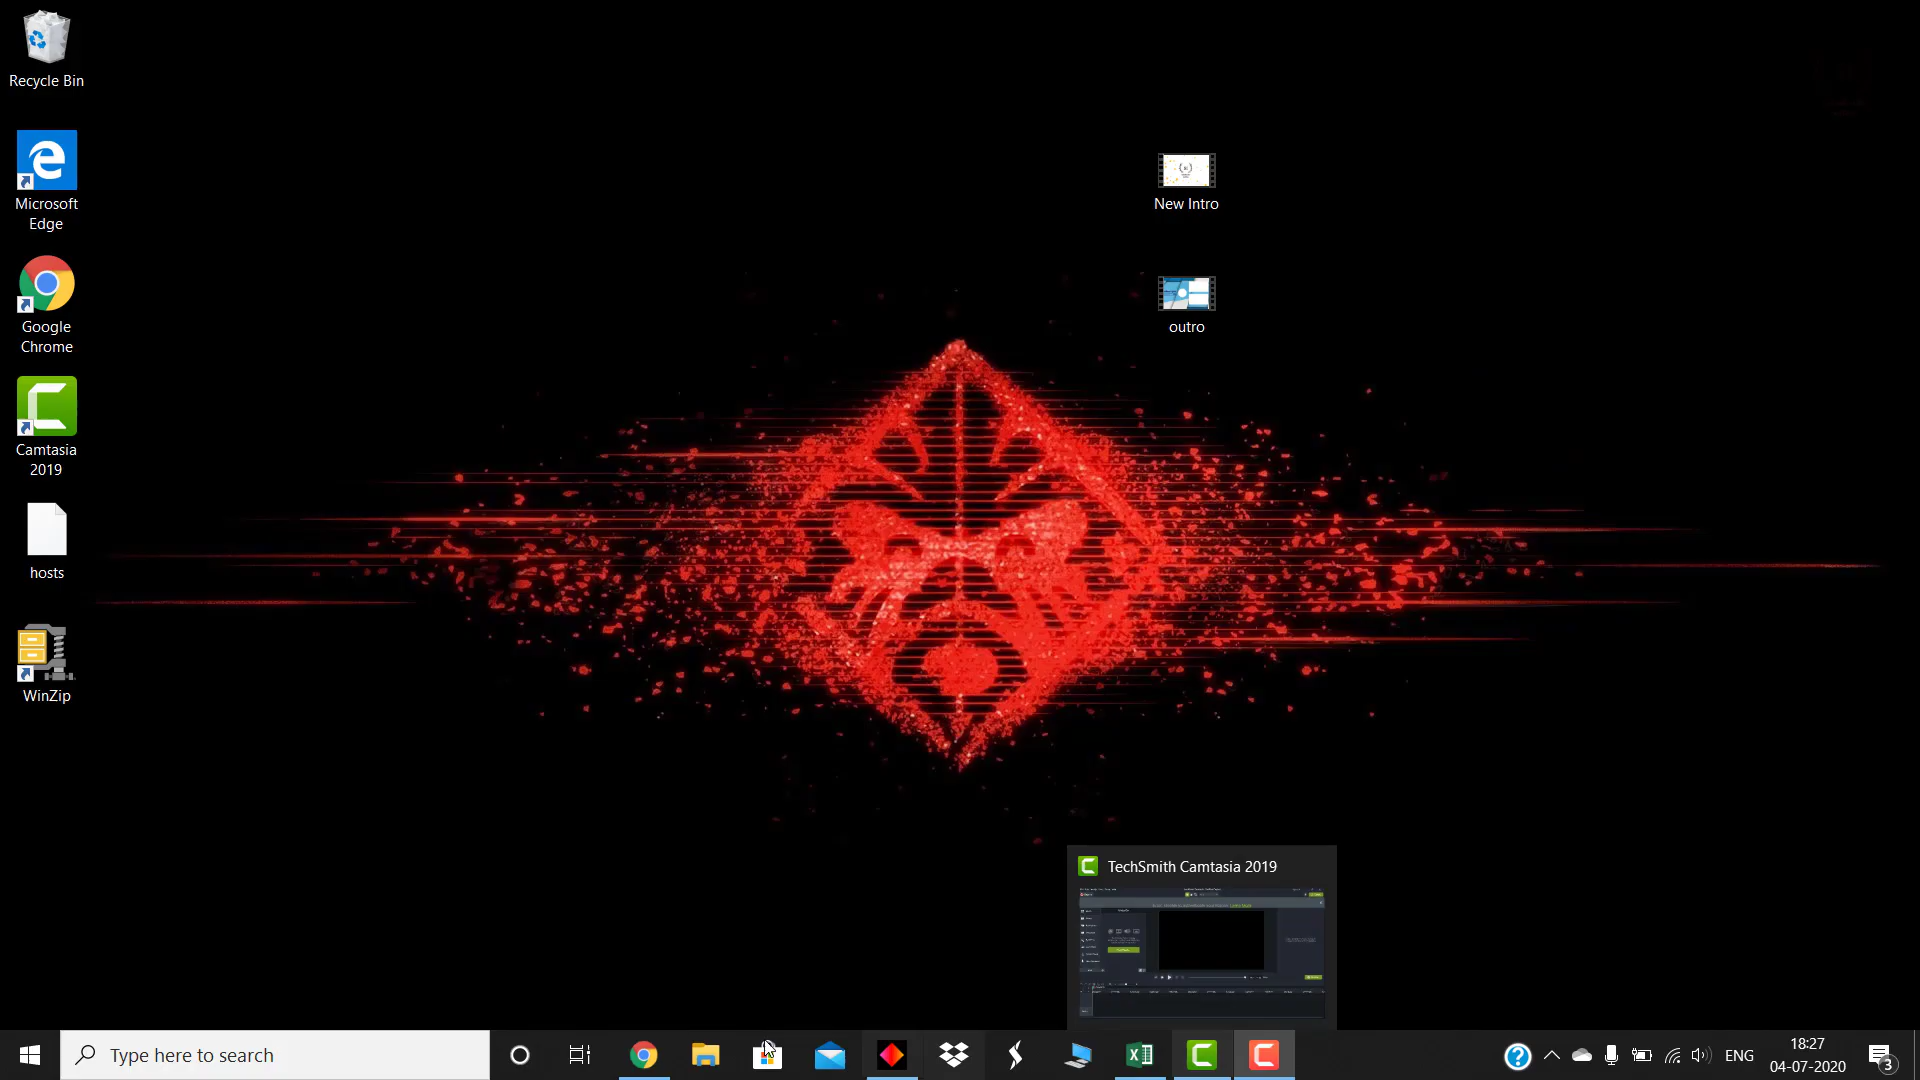 Recycle Bin
Microsoft
Edge
Google
Chrome
Camtasia
2019
hosts
WinZip
New Intro
outro
TechSmith Camtasia 2019
Type here to search
ENG
18:27
04-07-2020
3